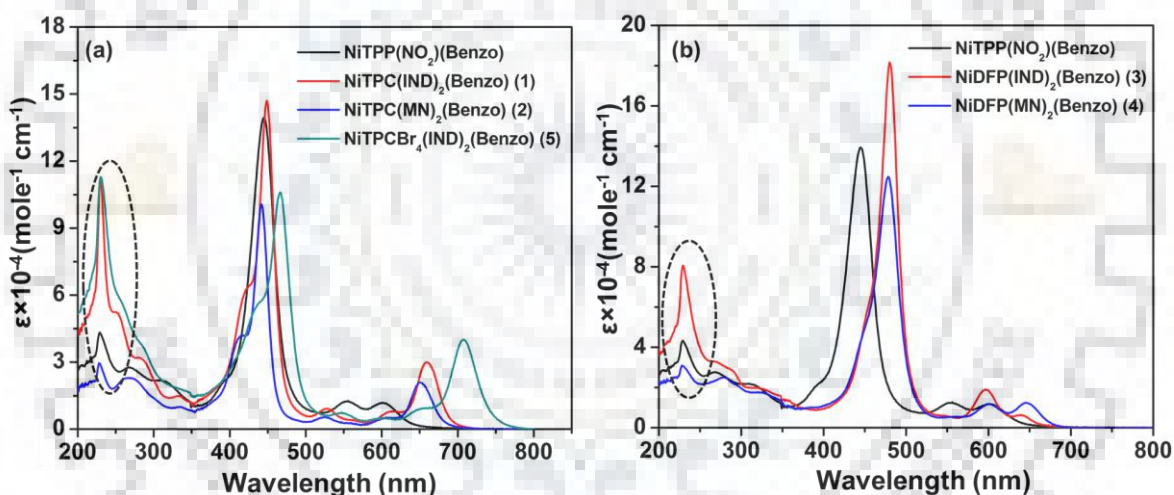 (a)
NiTPP(NO₂)(Benzo)
NiTPC(IND)₂(Benzo) (1)
NiTPC(MN)₂(Benzo) (2)
NiTPCBr₄(IND)₂(Benzo) (5)
ε×10⁻⁴(mole⁻¹ cm⁻¹)
18
15
12
9
6
3
0
200 300 400 500 600 700 800
Wavelength (nm)
(b)
NiTPP(NO₂)(Benzo)
NiDFP(IND)₂(Benzo) (3)
NiDFP(MN)₂(Benzo) (4)
ε×10⁻⁴(mole⁻¹ cm⁻¹)
20
16
12
8
4
0
200 300 400 500 600 700 800
Wavelength (nm)